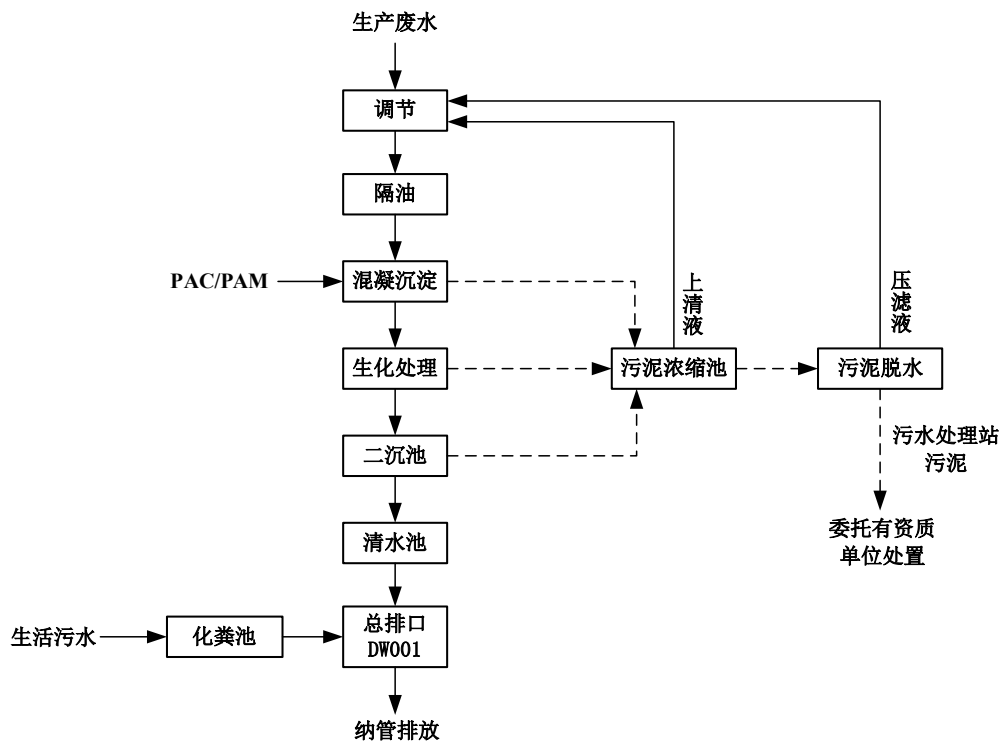 生产废水
调节
隔油
PAC/PAM
混凝沉淀
上清液
压滤液
生化处理
污泥浓缩池
污泥脱水
二沉池
污水处理站
污泥
清水池
委托有资质
单位处置
生活污水
化粪池
总排口
DW001
纳管排放